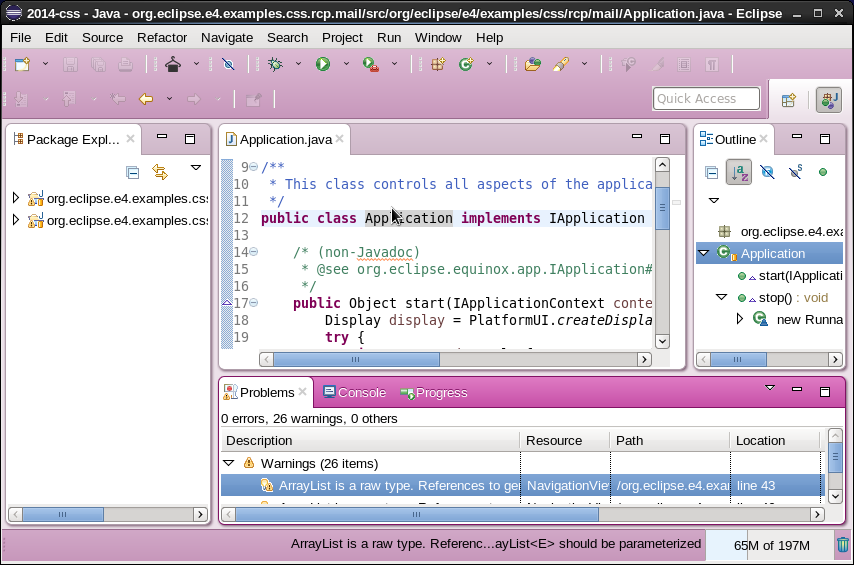 2014-css - Java - org.eclipse.e4.examples.css.rcp.mail/src/org/eclipse/e4/examples/css/rcp/mail/Application.java - Eclipse
File Edit Source Refactor Navigate Search Project Run Window Help
Quick Access
Package Expl...
org.eclipse.e4.examples.css
org.eclipse.e4.examples.css
Application.java
9 /**
10 * This class controls all aspects of the applica
11 */
12 public class Application implements IApplication
13
14 /* (non-Javadoc)
15 * @see org.eclipse.equinox.app.IApplication#
16 */
17 public Object start(IApplicationContext conte
18 Display display = PlatformUI.createDispla
19 try {
Outline
org.eclipse.e4.exa
Application
start(IApplicati
stop() : void
new Runna
Problems Console Progress
0 errors, 26 warnings, 0 others
Description Resource Path Location
Warnings (26 items)
ArrayList is a raw type. References to ge NavigationVie /org.eclipse.e4.exa line 43
ArrayList is a raw type. Referenc...ayList<E> should be parameterized
65M of 197M